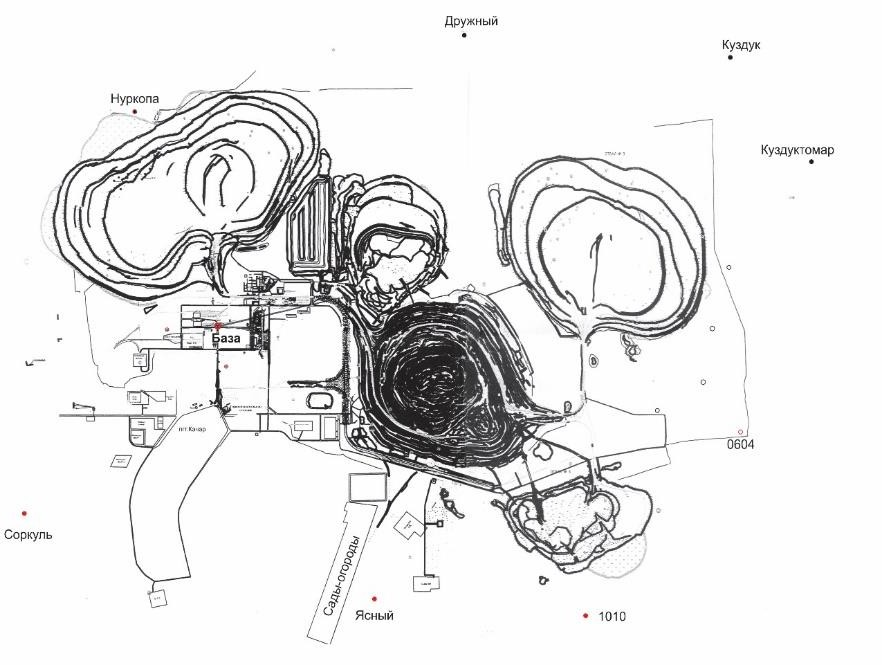 Дружный
Куздук
Нуркопа
Куздуктомар
База
пгт.Качар
0604
Соркуль
Сады-огороды
Ясный
1010